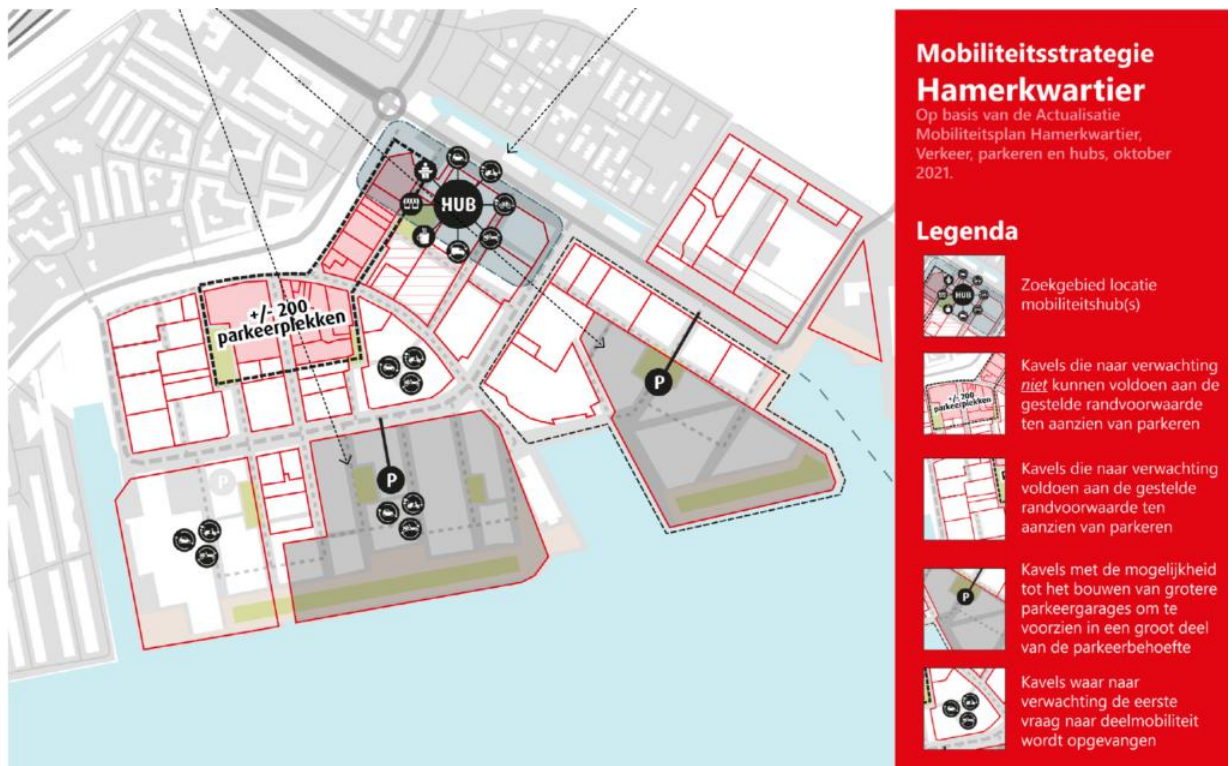 HUB
+/- 200
parkeerplekken
P
P
P
Mobiliteitsstrategie
Hamerkwartier
Op basis van de Actualisatie
Mobiliteitsplan Hamerkwartier,
Verkeer, parkeren en hubs, oktober
2021.
Legenda
HUB
Zoekgebied locatie
mobiliteitshub(s)
+/- 200
parkeerplekken
Kavels die naar verwachting
niet kunnen voldoen aan de
gestelde randvoorwaarde
ten aanzien van parkeren
Kavels die naar verwachting
voldoen aan de gestelde
randvoorwaarde ten
aanzien van parkeren
P
Kavels met de mogelijkheid
tot het bouwen van grotere
parkeergarages om te
voorzien in een groot deel
van de parkeerbehoefte
Kavels waar naar
verwachting de eerste
vraag naar deelmobiliteit
wordt opgevangen